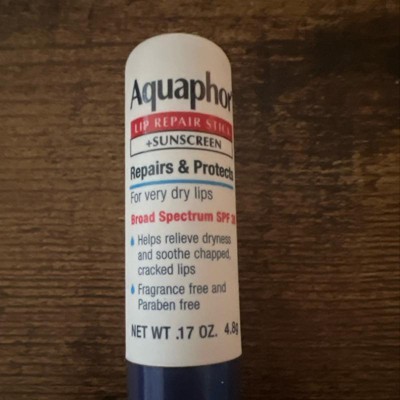 Aquaphor
LIP REPAIR STICK
+SUNSCREEN
Repairs & Protects
For very dry lips
Broad Spectrum SPF
Helps relieve dryness
and soothe chapped,
cracked lips
Fragrance free and
Paraben free
NET WT .17 OZ. 4.8g